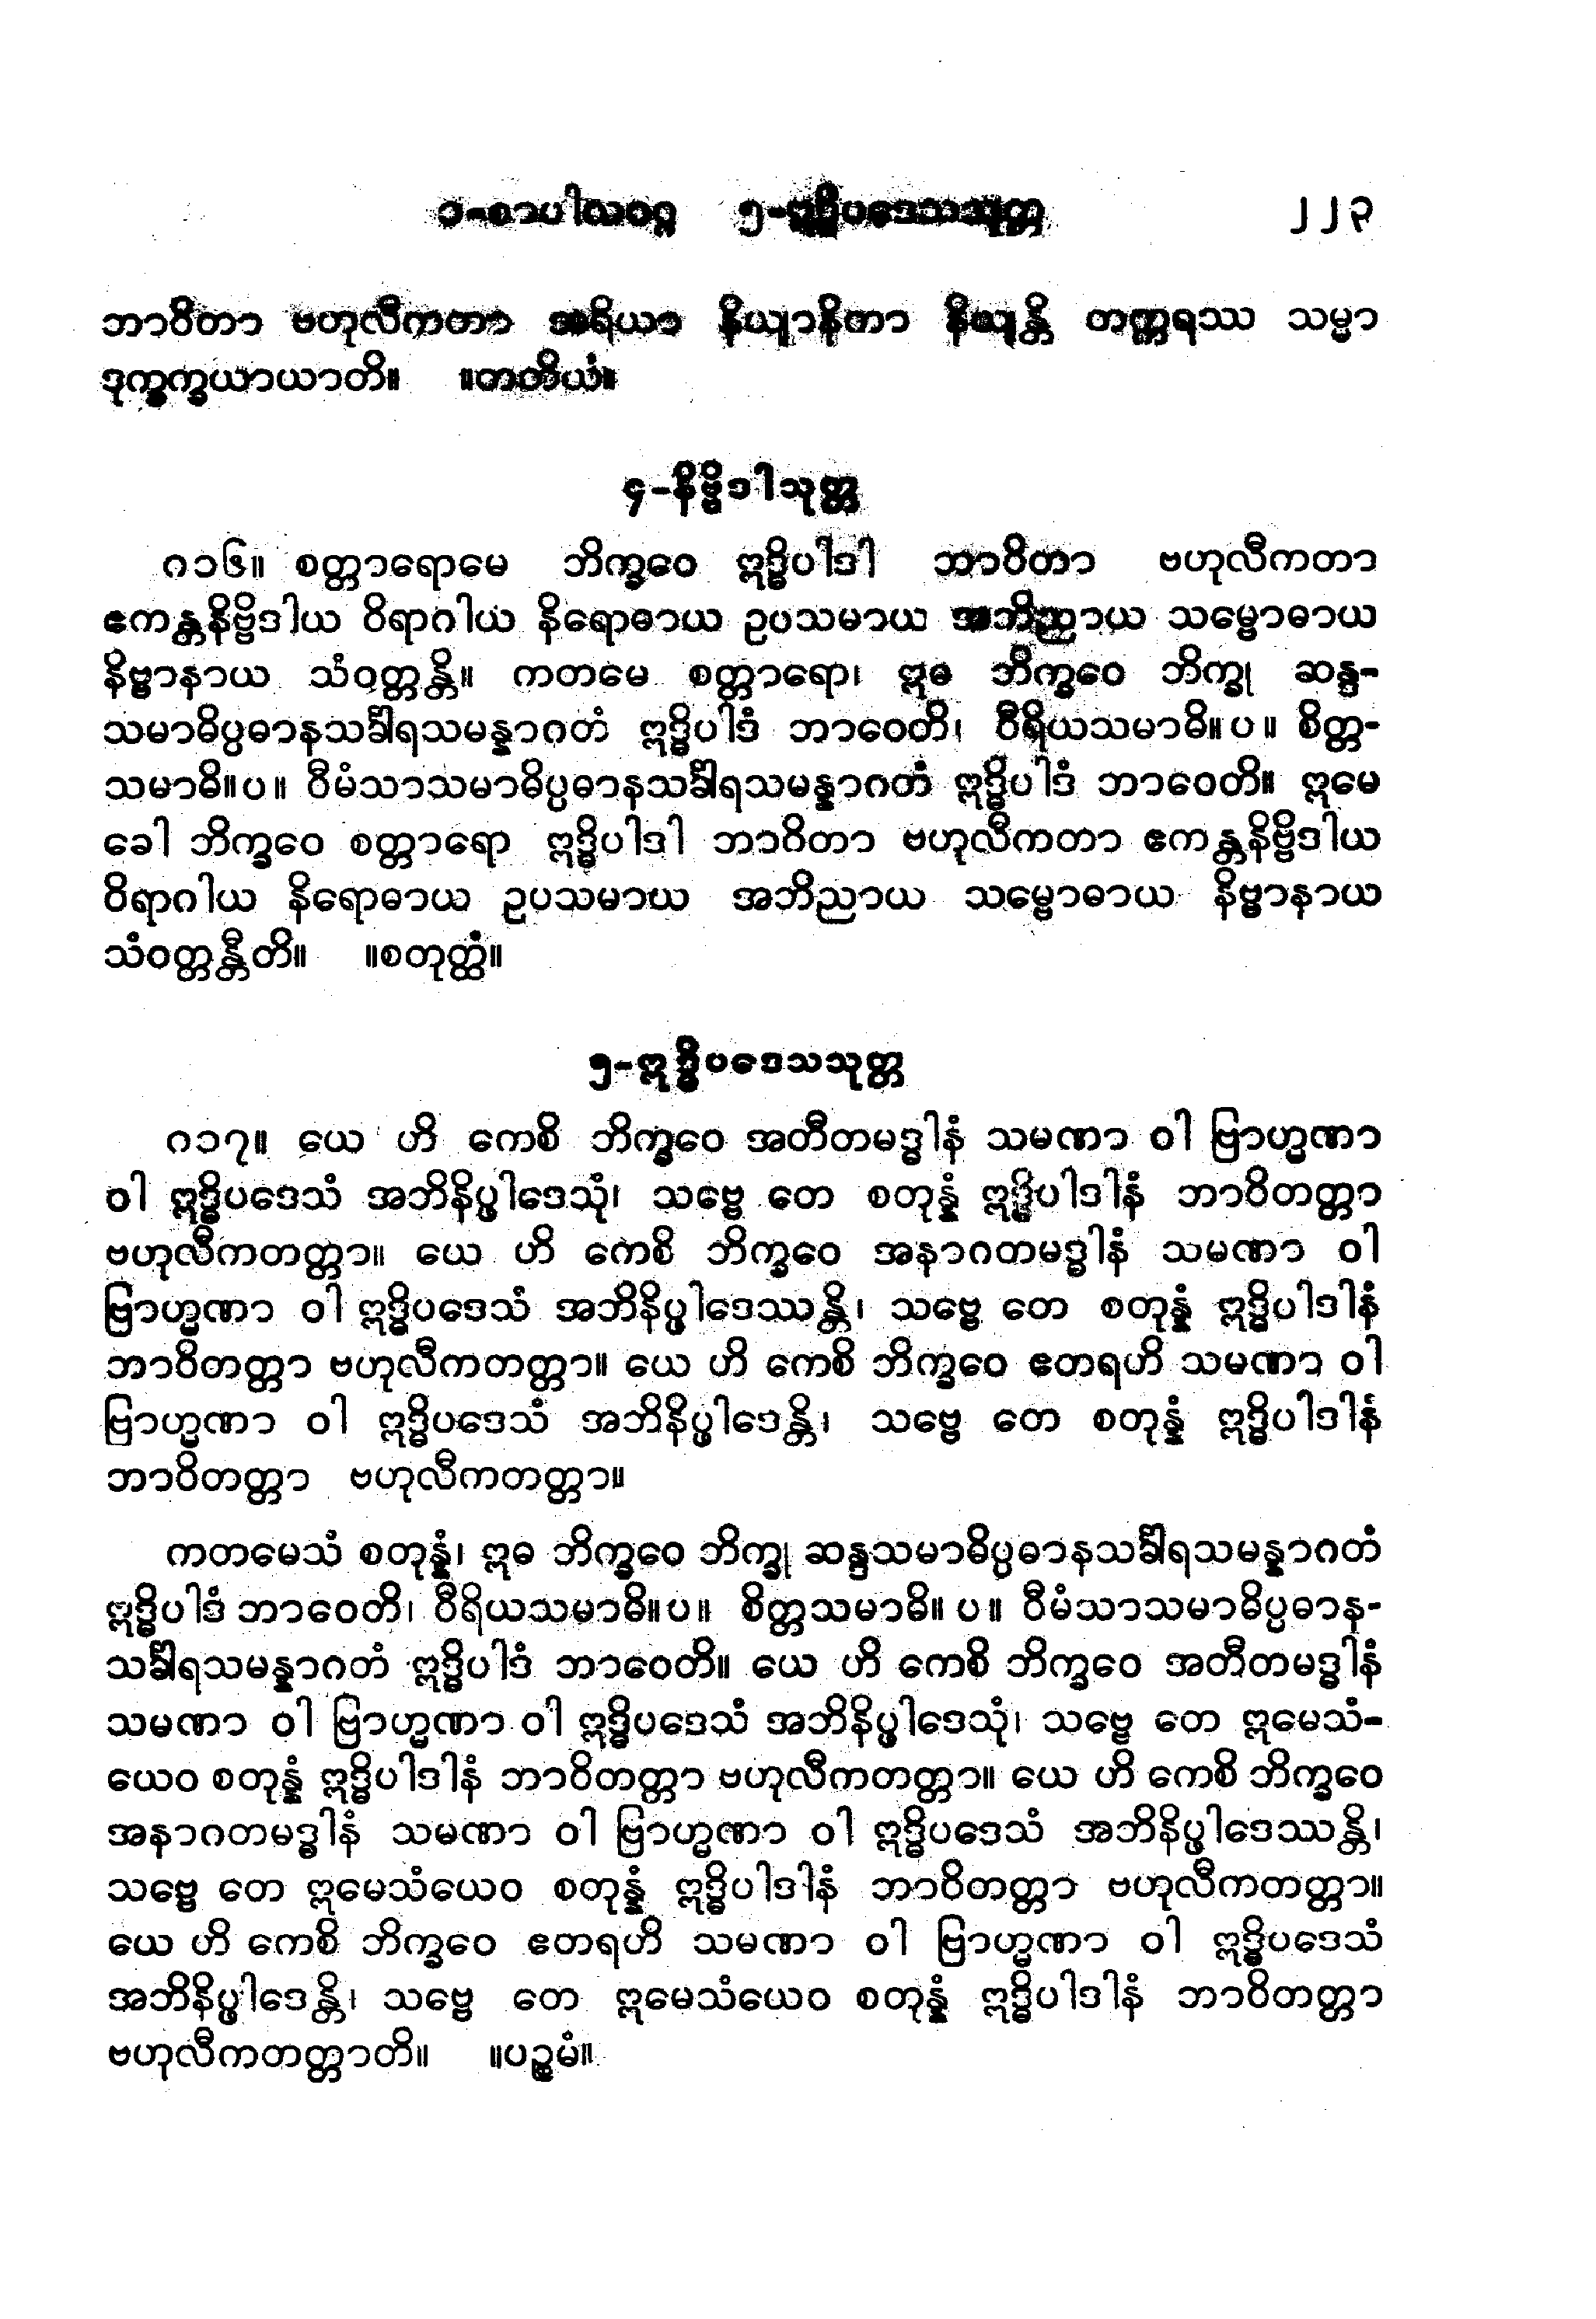 ၁-စာပါလဝဂ္ဂ ၅-ဣဒ္ဓိပဒေသသုတ္တ ၂၂၃
ဘာဝိတာ ဗဟုလီကတာ အရိယာ နိယျာနိကာ နိယျန္တိ တက္ကရဿ သမ္မာ
ဒုက္ခက္ခယာယာတိ။ ။တတိယံ။
၄-နိဗ္ဗိဒါသုတ္တ
၈၁၆။ စတ္တာရောမေ ဘိက္ခဝေ ဣဒ္ဓိပါဒါ ဘာဝိတာ ဗဟုလီကတာ
ဧကန္တနိဗ္ဗိဒါယ ဝိရာဂါယ နိရောဓာယ ဥပသမာယ အဘိညာယ သမ္ဗောဓာယ
နိဗ္ဗာနာယ သံဝတ္တန္တိ။ ကတမေ စတ္တာရော၊ ဣဓ ဘိက္ခဝေ ဘိက္ခု ဆန္ဒ-
သမာဓိပ္ပဓာနသင်္ခါရသမန္နာဂတံ ဣဒ္ဓိပါဒံ ဘာဝေတိ၊ ဝီရိယသမာဓိ။ပ။ စိတ္တ-
သမာဓိ။ပ။ ဝီမံသာသမာဓိပ္ပဓာနသင်္ခါရသမန္နာဂတံ ဣဒ္ဓိပါဒံ ဘာဝေတိ။ ဣမေ
ခေါ ဘိက္ခဝေ စတ္တာရော ဣဒ္ဓိပါဒါ ဘာဝိတာ ဗဟုလီကတာ ဧကန္တနိဗ္ဗိဒါယ
ဝိရာဂါယ နိရောဓာယ ဥပသမာယ အဘိညာယ သမ္ဗောဓာယ နိဗ္ဗာနာယ
သံဝတ္တန္တီတိ။ ။စတုတ္ထံ။
၅-ဣဒ္ဓိပဒေသသုတ္တ
၈၁၇။ ယေ ဟိ ကေစိ ဘိက္ခဝေ အတီတမဒ္ဓါနံ သမဏာ ဝါ ဗြာဟ္မဏာ
ဝါ ဣဒ္ဓိပဒေသံ အဘိနိပ္ဖါဒေသုံ၊ သဗ္ဗေ တေ စတုန္နံ ဣဒ္ဓိပါဒါနံ ဘာဝိတတ္တာ
ဗဟုလီကတတ္တာ။ ယေ ဟိ ကေစိ ဘိက္ခဝေ အနာဂတမဒ္ဓါနံ သမဏာ ဝါ
ဗြာဟ္မဏာ ဝါ ဣဒ္ဓိပဒေသံ အဘိနိပ္ဖါဒေဿန္တိ၊ သဗ္ဗေ တေ စတုန္နံ ဣဒ္ဓိပါဒါနံ
ဘာဝိတတ္တာ ဗဟုလီကတတ္တာ။ ယေ ဟိ ကေစိ ဘိက္ခဝေ ဧတရဟိ သမဏာ ဝါ
ဗြာဟ္မဏာ ဝါ ဣဒ္ဓိပဒေသံ အဘိနိပ္ဖါဒေန္တိ၊ သဗ္ဗေ တေ စတုန္နံ ဣဒ္ဓိပါဒါနံ
ဘာဝိတတ္တာ ဗဟုလီကတတ္တာ။
ကတမေသံ စတုန္နံ၊ ဣဓ ဘိက္ခဝေ ဘိက္ခု ဆန္ဒသမာဓိပ္ပဓာနသင်္ခါရသမန္နာဂတံ
ဣဒ္ဓိပါဒံ ဘာဝေတိ၊ ဝီရိယသမာဓိ။ပ။ စိတ္တသမာဓိ။ ပ။ ဝီမံသာသမာဓိပ္ပဓာန-
သင်္ခါရသမန္နာဂတံ ဣဒ္ဓိပါဒံ ဘာဝေတိ။ ယေ ဟိ ကေစိ ဘိက္ခဝေ အတီတမဒ္ဓါနံ
သမဏာ ဝါ ဗြာဟ္မဏာ ဝါ ဣဒ္ဓိပဒေသံ အဘိနိပ္ဖါဒေသုံ၊ သဗ္ဗေ တေ ဣမေသံ-
ယေဝ စတုန္နံ ဣဒ္ဓိပါဒါနံ ဘာဝိတတ္တာ ဗဟုလီကတတ္တာ။ ယေ ဟိ ကေစိ ဘိက္ခဝေ
အနာဂတမဒ္ဓါနံ သမဏာ ဝါ ဗြာဟ္မဏာ ဝါ ဣဒ္ဓိပဒေသံ အဘိနိပ္ဖါဒေဿန္တိ၊
သဗ္ဗေ တေ ဣမေသံယေဝ စတုန္နံ ဣဒ္ဓိပါဒါနံ ဘာဝိတတ္တာ ဗဟုလီကတတ္တာ။
ယေ ဟိ ကေစိ ဘိက္ခဝေ ဧတရဟိ သမဏာ ဝါ ဗြာဟ္မဏာ ဝါ ဣဒ္ဓိပဒေသံ
အဘိနိပ္ဖါဒေန္တိ၊ သဗ္ဗေ တေ ဣမေသံယေဝ စတုန္နံ ဣဒ္ဓိပါဒါနံ ဘာဝိတတ္တာ
ဗဟုလီကတတ္တာတိ။ ။ပဉ္စမံ။